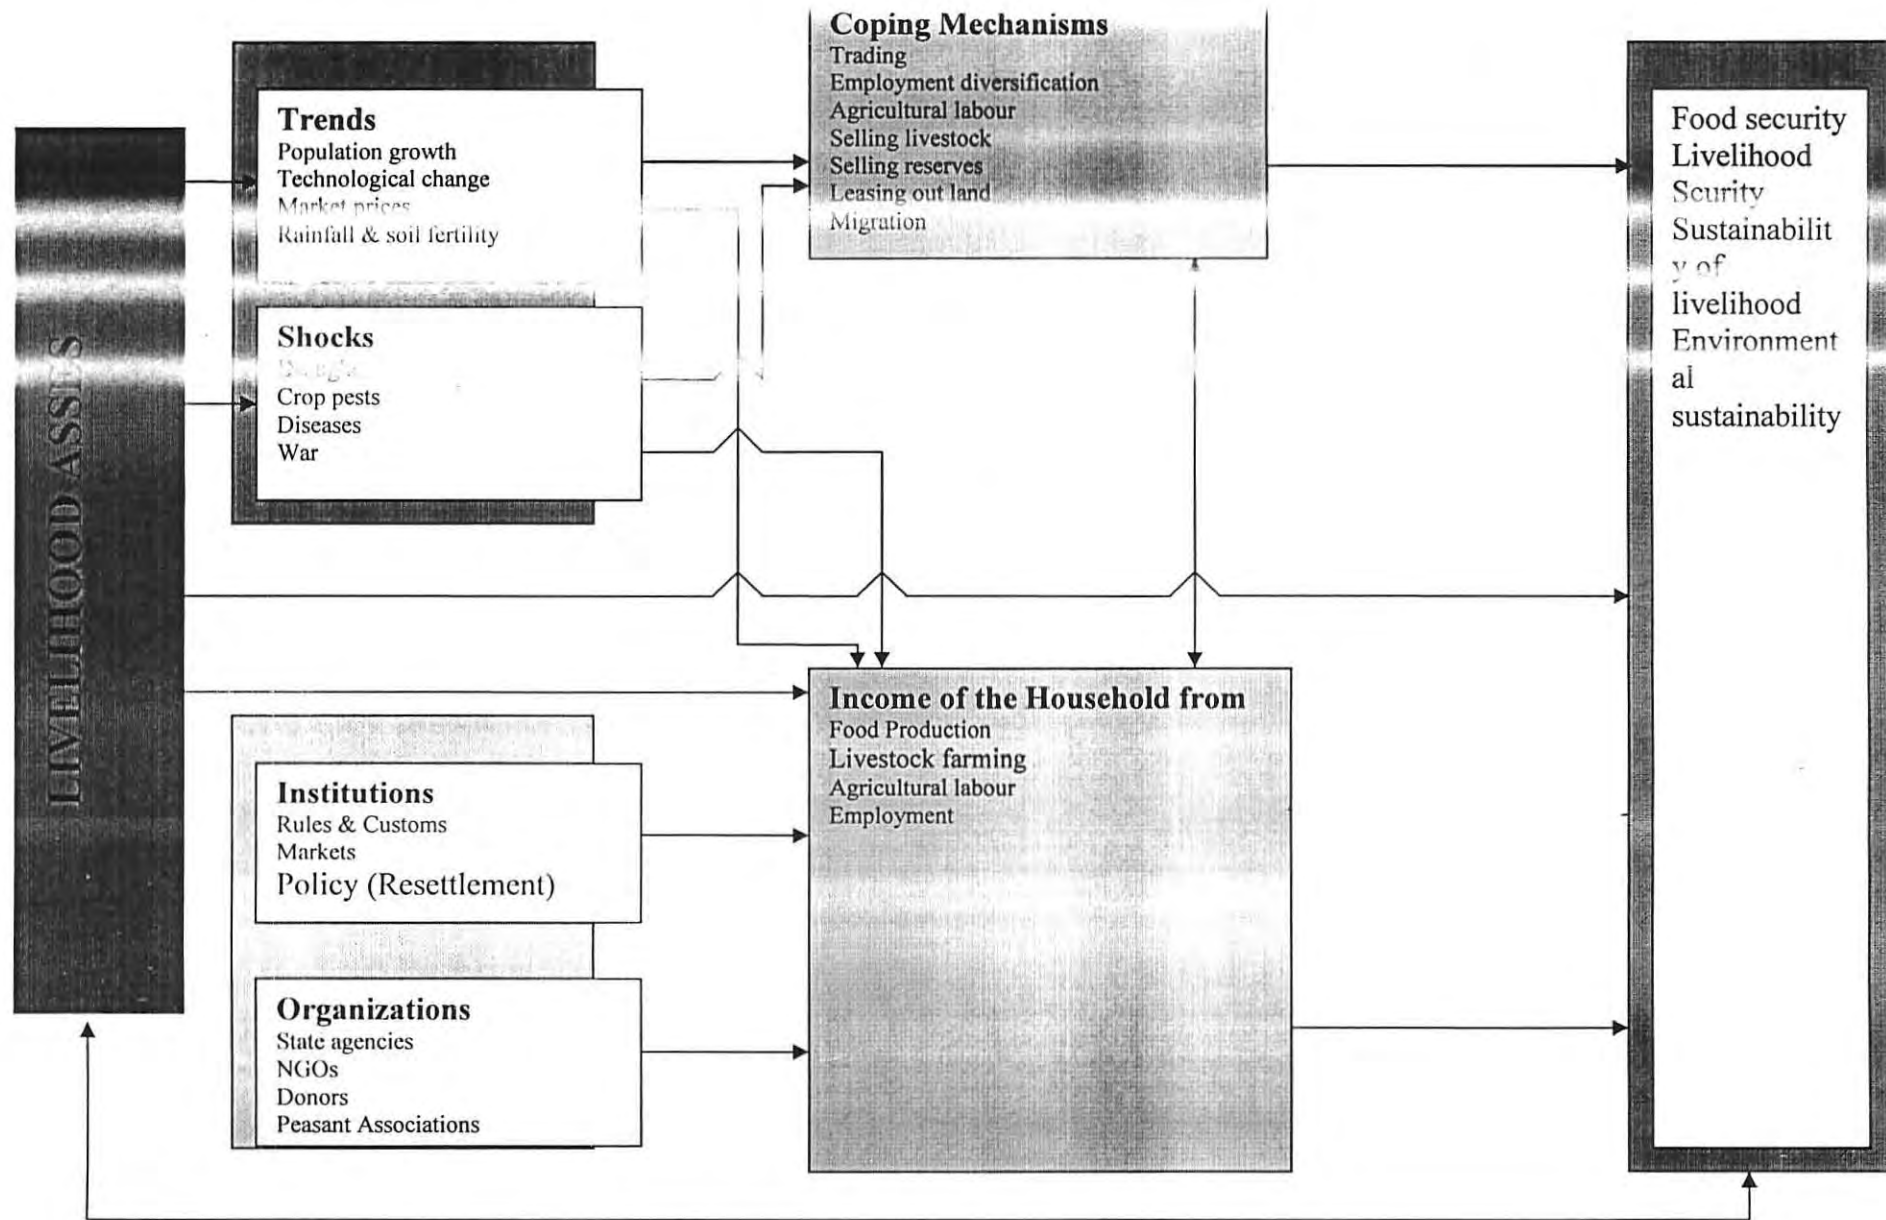 Coping Mechanisms
Trading
Employment diversification
Agricultural labour
Selling livestock
Selling reserves
Leasing out land
Migration
Trends
Population growth
Technological change
Market prices
Rainfall & soil fertility
Shocks
Crop pests
Diseases
War
LIVELIHOOD ASSES
Food security
Livelihood
Scurity
Sustainabilit
y of
livelihood
Environment
al
sustainability
Income of the Household from
Food Production
Livestock farming
Agricultural labour
Employment
Institutions
Rules & Customs
Markets
Policy (Resettlement)
Organizations
State agencies
NGOs
Donors
Peasant Associations